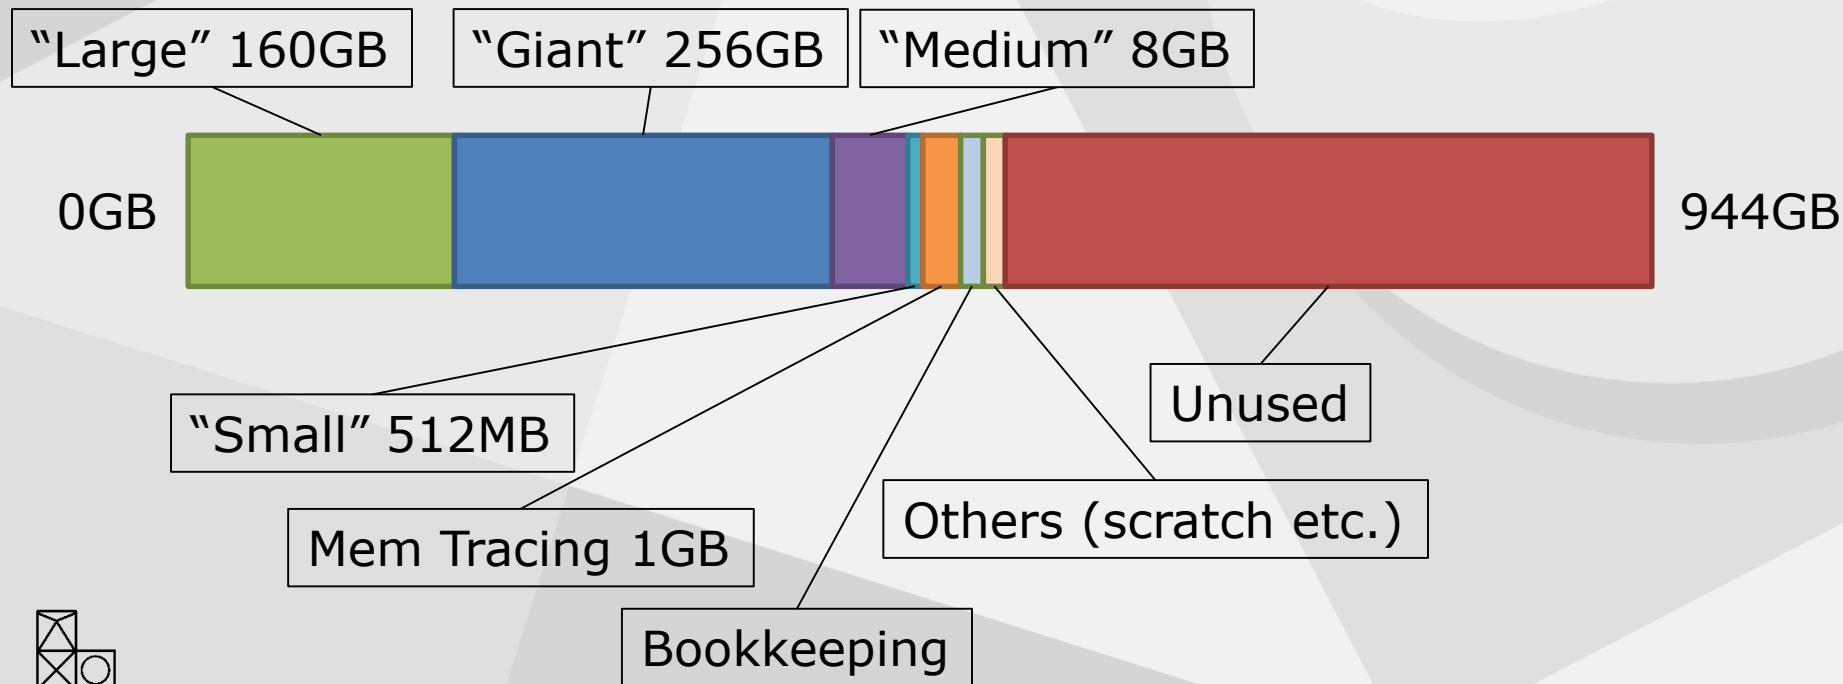 “Large” 160GB
“Giant” 256GB
“Medium” 8GB
0GB
944GB
“Small” 512MB
Unused
Mem Tracing 1GB
Others (scratch etc.)
Bookkeeping